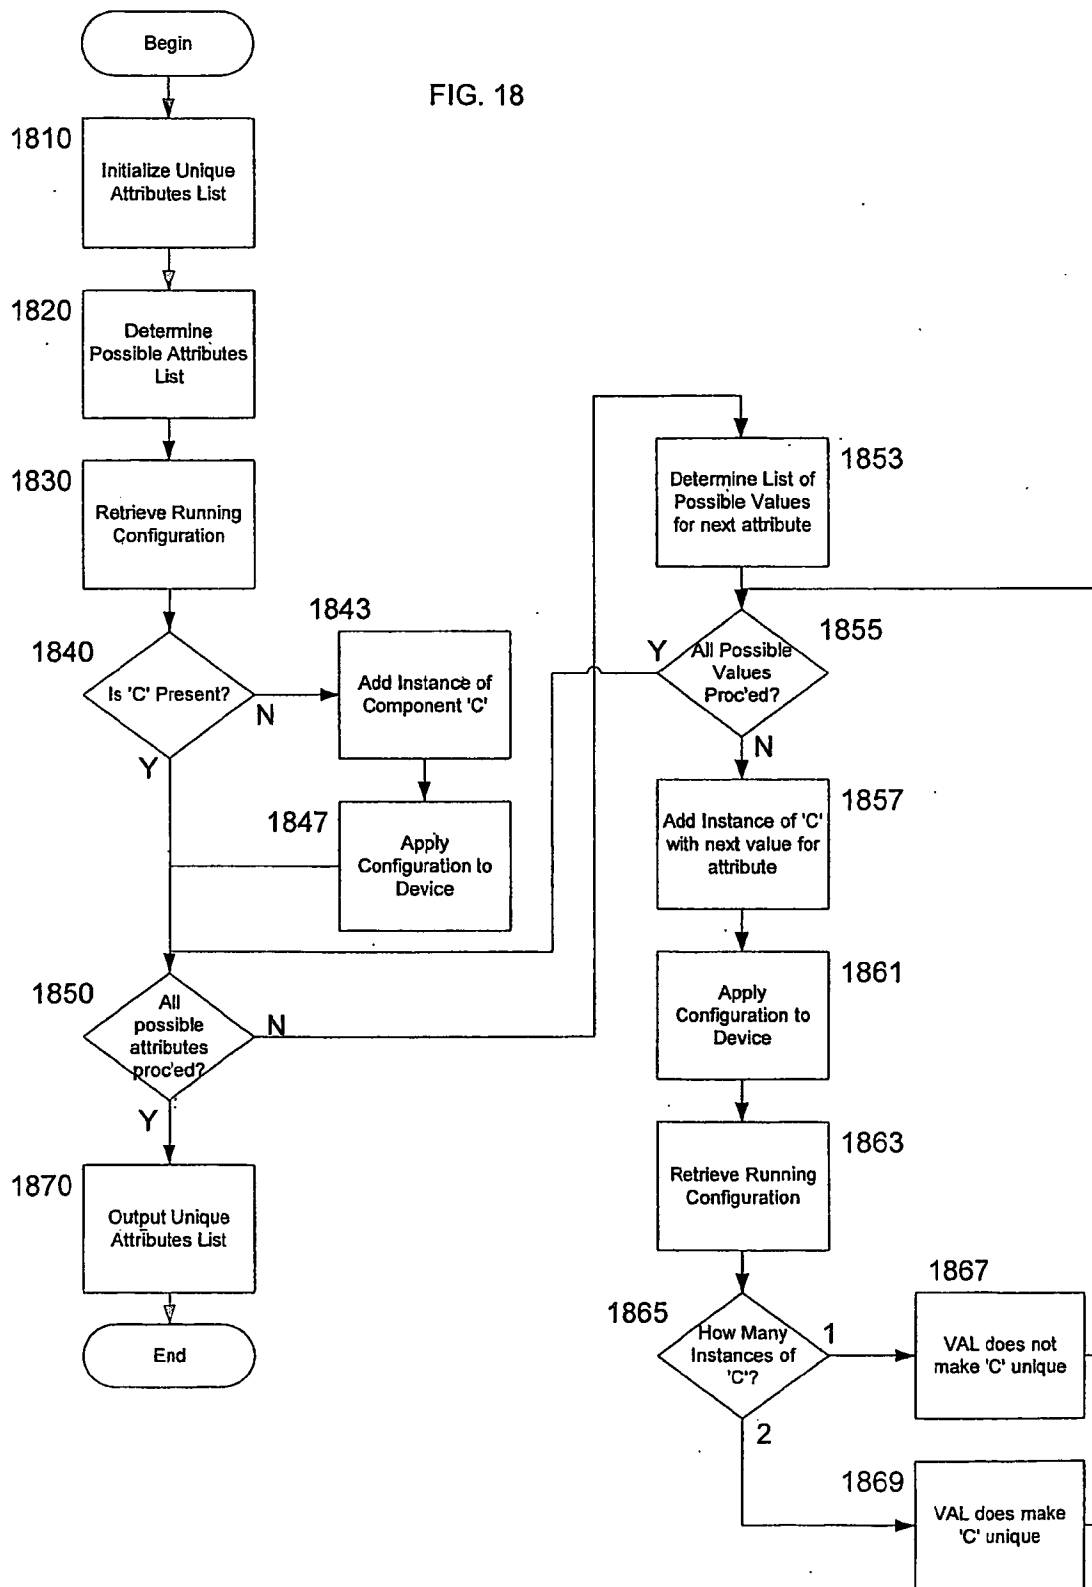 Begin
FIG. 18
1810
Initialize Unique
Attributes List
1820
Determine
Possible Attributes
List
1830
Retrieve Running
Configuration
1840
Is 'C' Present?
N
Y
1843
Add Instance of
Component 'C'
1847
Apply
Configuration to
Device
1850
All
possible
attributes
proc'ed?
N
Y
1870
Output Unique
Attributes List
End
1853
Determine List of
Possible Values
for next attribute
1855
All Possible
Values
Proc'ed?
Y
N
1857
Add Instance of 'C'
with next value for
attribute
1861
Apply
Configuration to
Device
1863
Retrieve Running
Configuration
1865
How Many
Instances of
'C'?
1
2
1867
VAL does not
make 'C' unique
1869
VAL does make
'C' unique